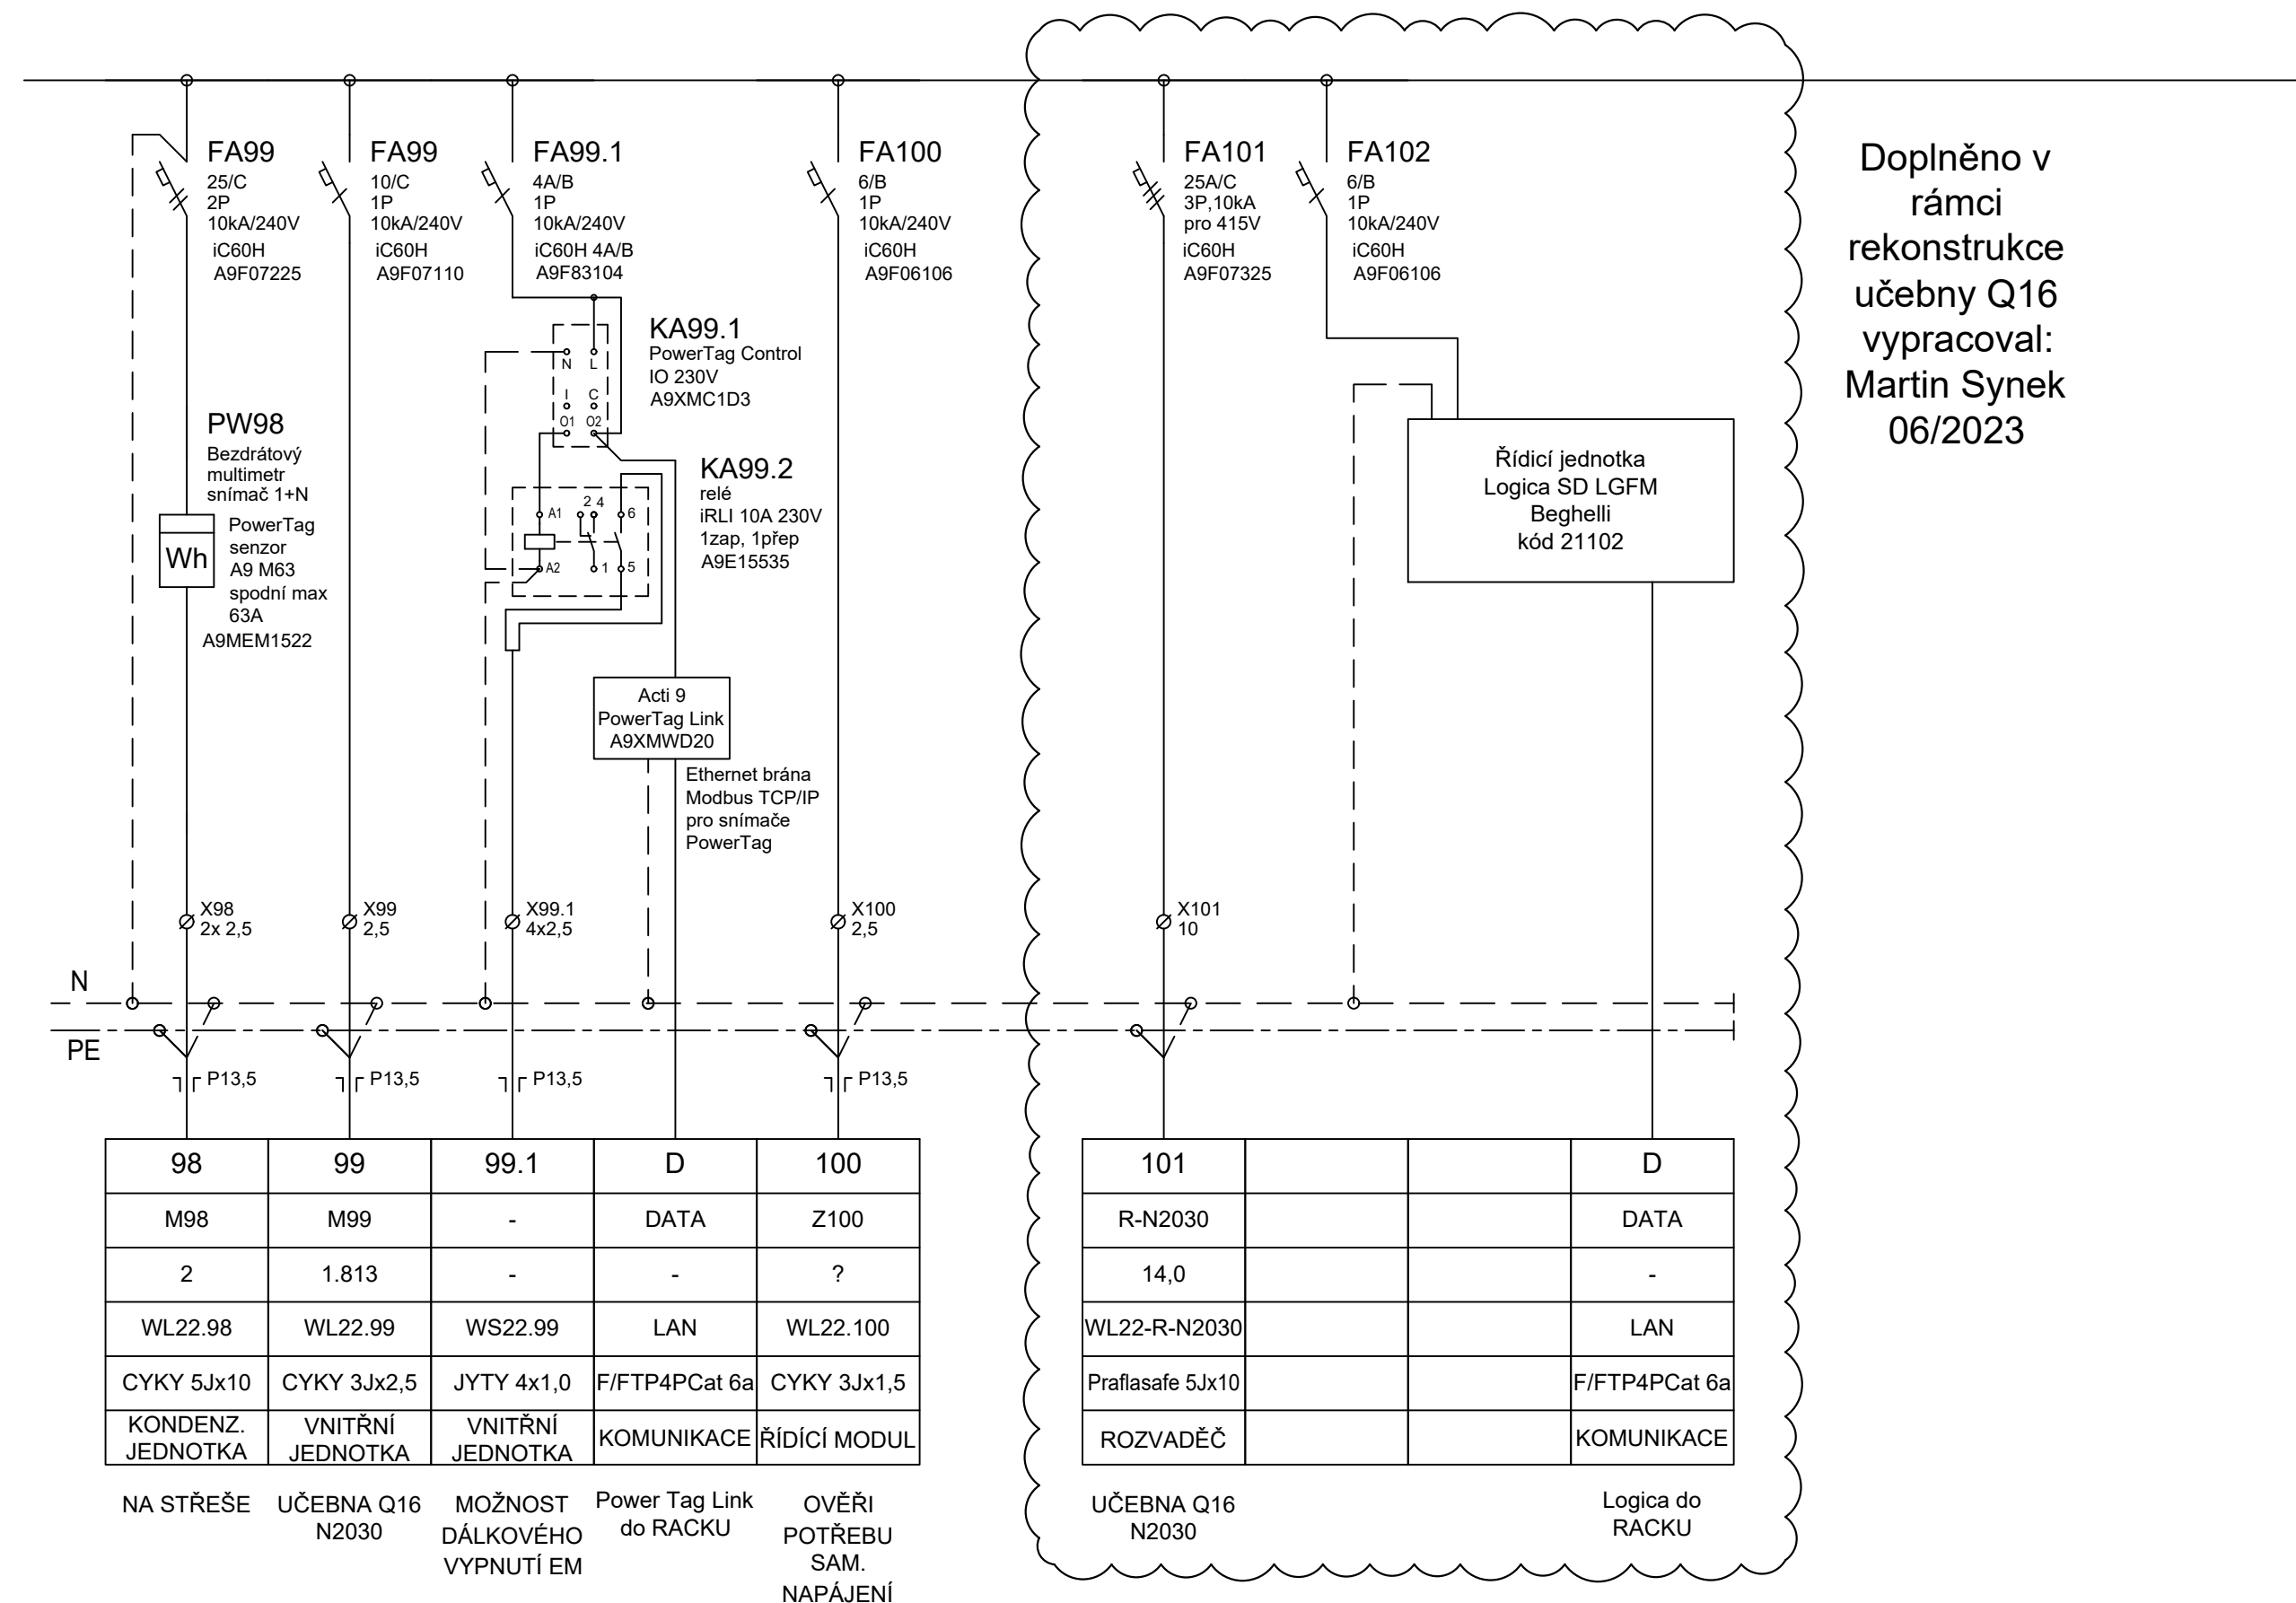 FA99
25/C
2P
10kA/240V
iC60H
A9F07225
FA99
10/C
1P
10kA/240V
iC60H
A9F07110
FA99.1
4A/B
1P
10kA/240V
iC60H 4A/B
A9F83104
FA100
6/B
1P
10kA/240V
iC60H
A9F06106
FA101
25A/C
3P,10kA
pro 415V
iC60H
A9F07325
FA102
6/B
1P
10kA/240V
iC60H
A9F06106
Doplněno v
rámci
rekonstrukce
učebny Q16
vypracoval:
Martin Synek
06/2023
KA99.1
PowerTag Control
IO 230V
A9XMC1D3
N L
I C
O1 O2
PW98
Bezdrátový
multimetr
snímač 1+N
PowerTag
senzor
A9 M63
spodní max
63A
A9MEM1522
Wh
KA99.2
relé
iRLI 10A 230V
1zap, 1přep
A9E15535
A1 2 4 6
A2 1 5
Řídicí jednotka
Logica SD LGFM
Beghelli
kód 21102
Acti 9
PowerTag Link
A9XMWD20
Ethernet brána
Modbus TCP/IP
pro snímače
PowerTag
X98
2x 2,5
X99
2,5
X99.1
4x2,5
X100
2,5
X101
10
N
PE
P13,5 P13,5 P13,5 P13,5
98 99 99.1 D 100 101 D
M98 M99 - DATA Z100 R-N2030 DATA
2 1.813 - - ? 14,0 -
WL22.98 WL22.99 WS22.99 LAN WL22.100 WL22-R-N2030 LAN
CYKY 5Jx10 CYKY 3Jx2,5 JYTY 4x1,0 F/FTP4PCat 6a CYKY 3Jx1,5 Praflasafe 5Jx10 F/FTP4PCat 6a
KONDENZ.
JEDNOTKA
VNITŘNÍ
JEDNOTKA
VNITŘNÍ
JEDNOTKA
KOMUNIKACE
ŘÍDÍCÍ MODUL
ROZVADĚČ
KOMUNIKACE
NA STŘEŠE
UČEBNA Q16
N2030
MOŽNOST
DÁLKOVÉHO
VYPNUTÍ EM
Power Tag Link
do RACKU
OVĚŘI
POTŘEBU
SAM.
NAPÁJENÍ
UČEBNA Q16
N2030
Logica do
RACKU